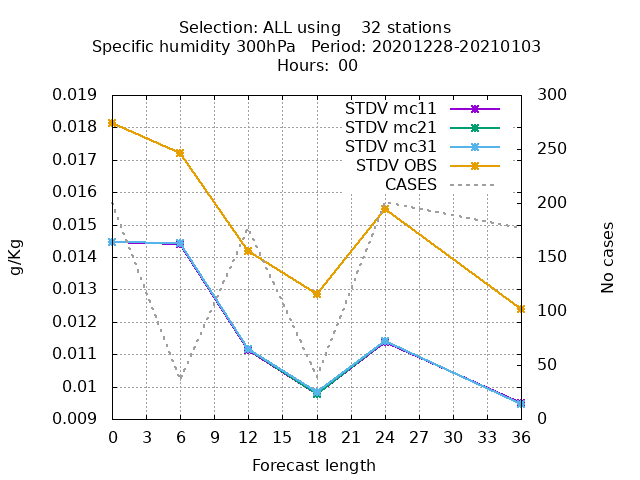 Selection: ALL using    32 stations
Specific humidity 300hPa   Period: 20201228-20210103
Hours:  00
STDV mc11
STDV mc21
STDV mc31
STDV OBS
CASES
0.019
0.018
0.017
0.016
0.015
0.014
0.013
0.012
0.011
0.01
0.009
g/Kg
300
250
200
150
100
50
0
No cases
0 3 6 9 12 15 18 21 24 27 30 33 36
Forecast length